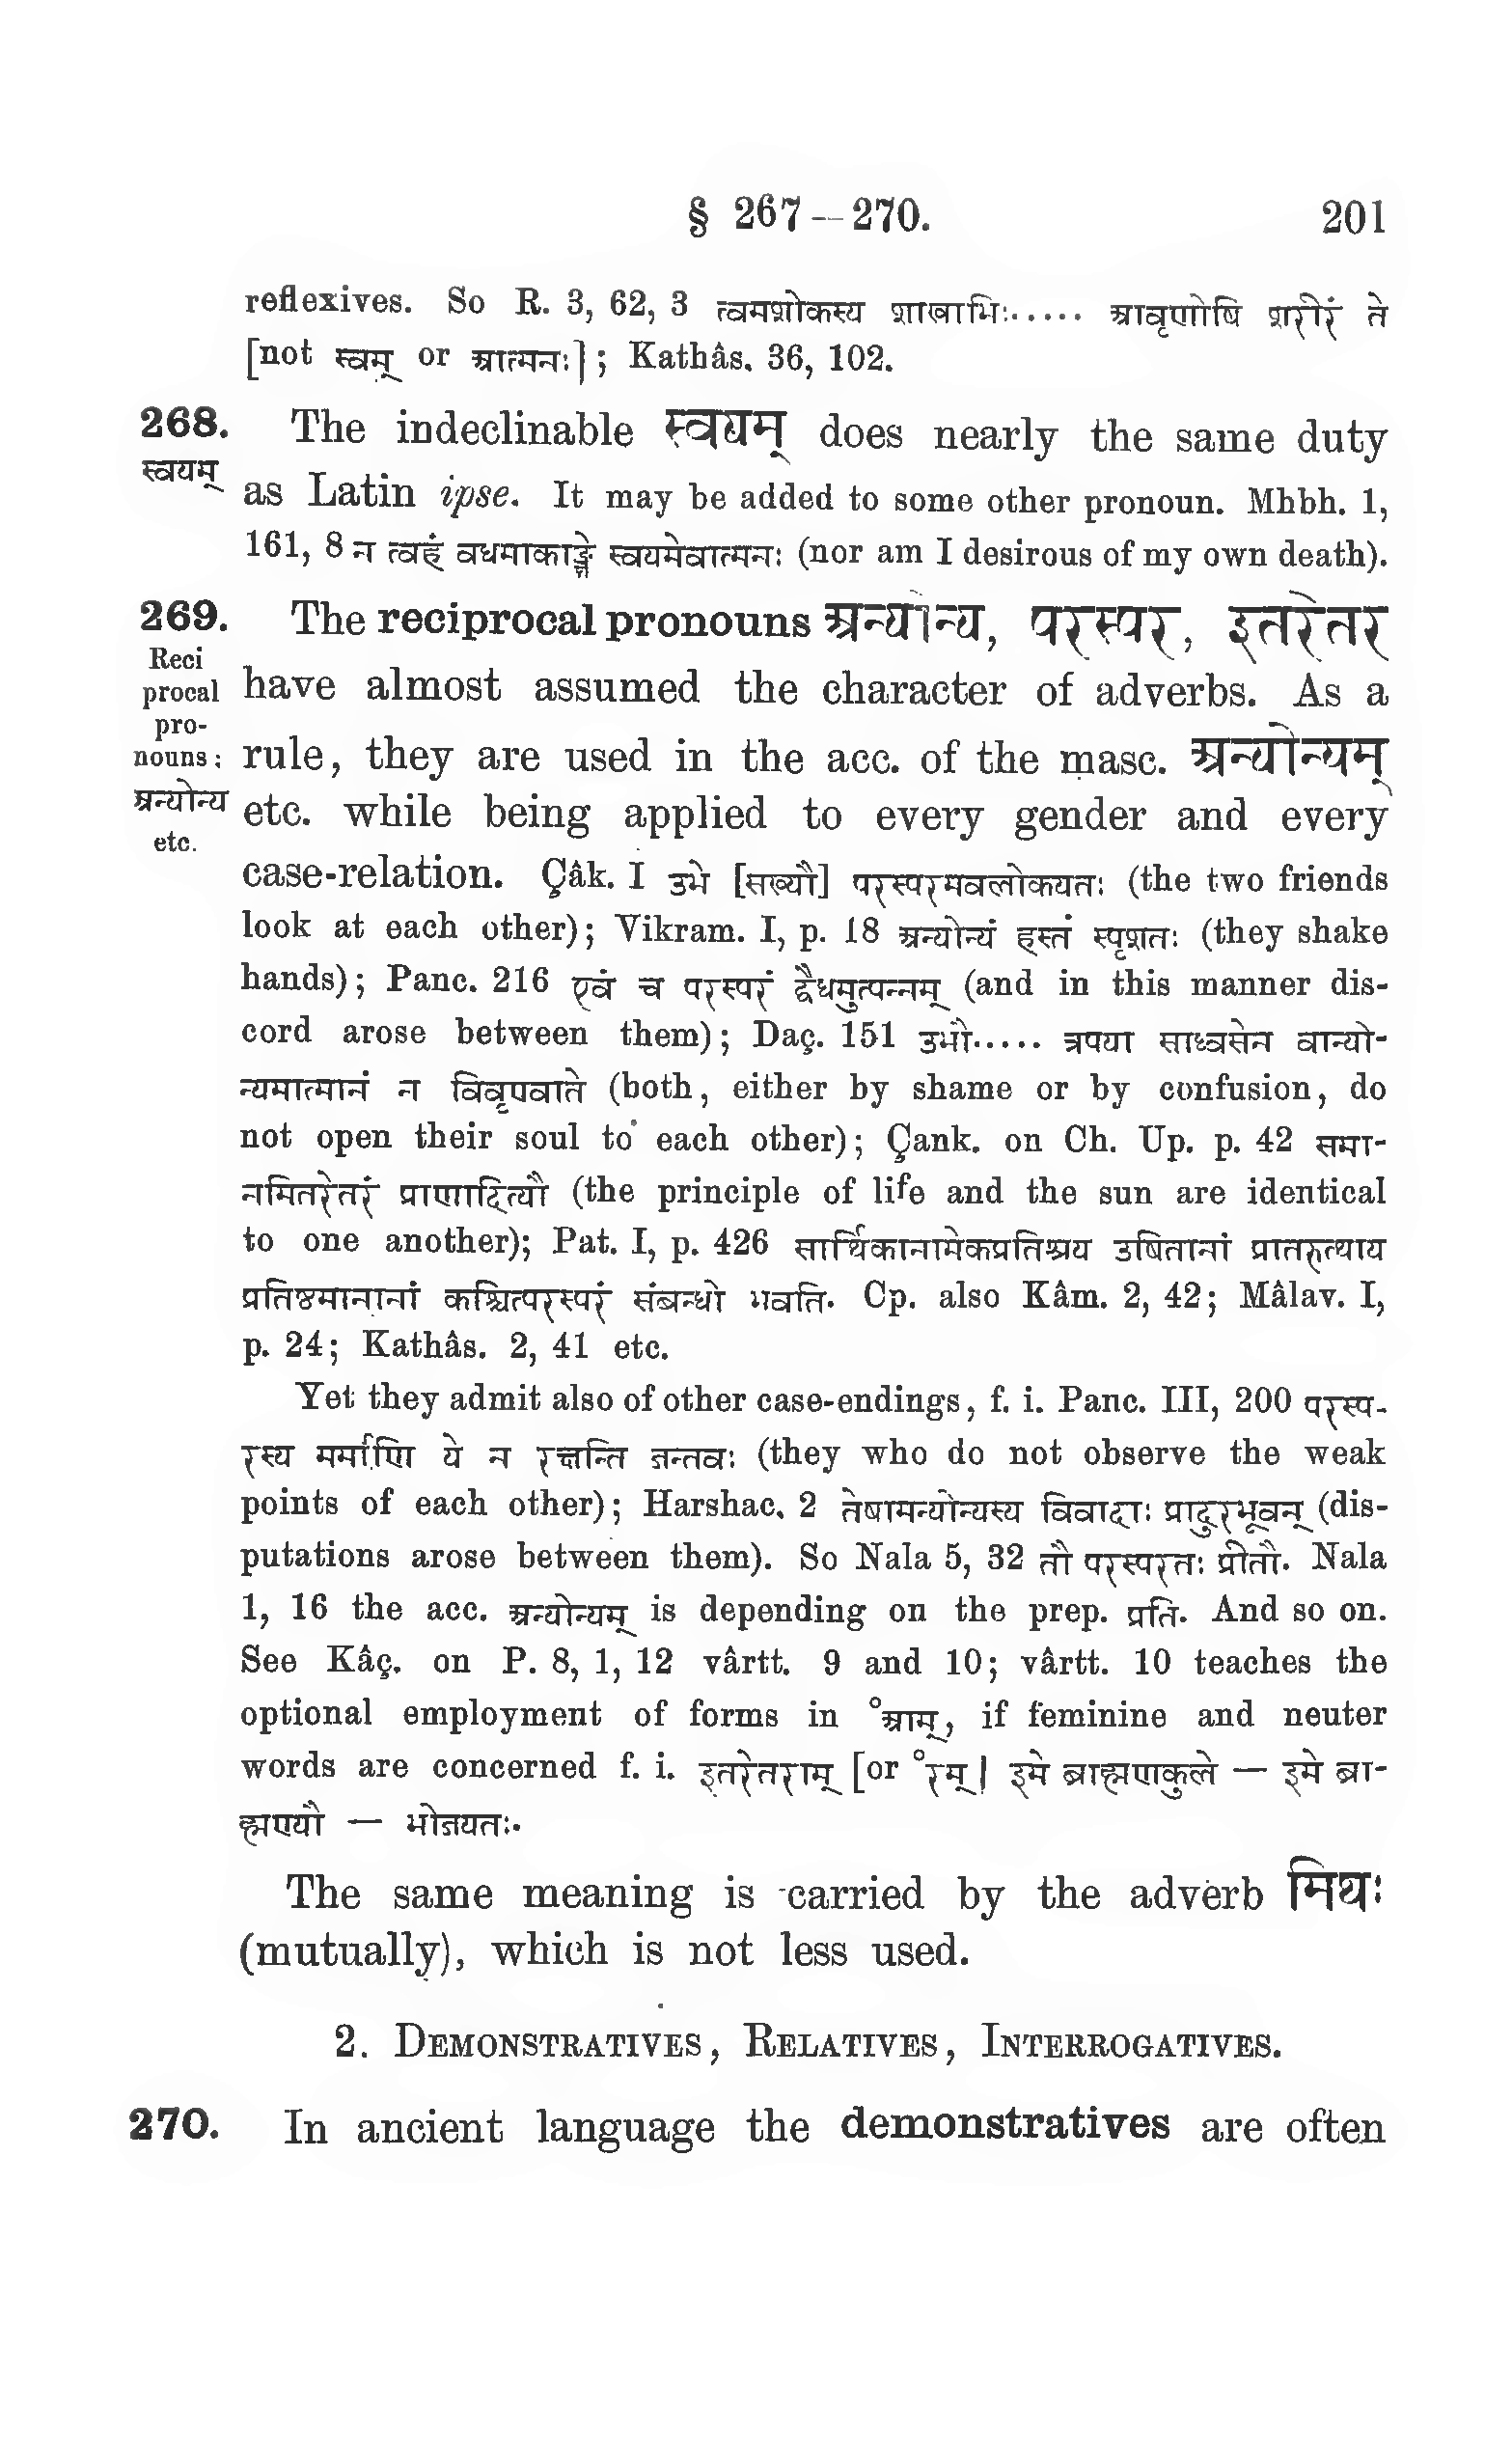 § 267—270. 201
reflexives. So R. 3, 62, 3 त्वमशोकस्य शाखाभिः..... आवृणोषि शरीरं ते
[not स्वम् or आत्मनः]; Kathâs. 36, 102.
268. The indeclinable स्वयम् does nearly the same duty
स्वयम्
as Latin ipse. It may be added to some other pronoun. Mhbh. 1,
161, 8 न त्वहं वधमाकाङ्क्षे स्वयमेवात्मनः (nor am I desirous of my own death).
269. The reciprocal pronouns अन्योन्य, परस्पर, इतरेतर
Reci
procal
pro-
nouns:
अन्योन्य
etc.
have almost assumed the character of adverbs. As a
rule, they are used in the acc. of the masc. अन्योन्यम्
etc. while being applied to every gender and every
case-relation. Çâk. I उभे [सख्यौ] परस्परमवलोकयतः (the two friends
look at each other); Vikram. I, p. 18 अन्योन्यं हस्तं स्पृशतः (they shake
hands); Panc. 216 एवं च परस्परं द्वैधमुत्पन्नम् (and in this manner dis-
cord arose between them); Daç. 151 उभौ..... त्रपया साध्वसेन वान्यो-
न्यमात्मानं न विवृण्वाते (both, either by shame or by confusion, do
not open their soul to each other); Çank. on Ch. Up. p. 42 समा-
नमितरेतरं प्राणादित्यौ (the principle of life and the sun are identical
to one another); Pat. I, p. 426 सार्थिकानामेकप्रतिश्रय उषितानां प्रातरुत्थाय
प्रतिष्ठमानानां कश्चित्परस्परं संबन्धो भवति. Cp. also Kâm. 2, 42; Mâlav. I,
p. 24; Kathâs. 2, 41 etc.
Yet they admit also of other case-endings, f. i. Panc. III, 200 परस्प-
रस्य मर्माणि ये न रक्षन्ति जन्तवः (they who do not observe the weak
points of each other); Harshac. 2 तेषामन्योन्यस्य विवादाः प्रादुरभूवन् (dis-
putations arose between them). So Nala 5, 32 तौ परस्परतः प्रीतौ. Nala
1, 16 the acc. अन्योन्यम् is depending on the prep. प्रति. And so on.
See Kâç. on P. 8, 1, 12 vârtt. 9 and 10; vârtt. 10 teaches the
optional employment of forms in °आम्, if feminine and neuter
words are concerned f. i. इतरेतराम् [or °रम्] इमे ब्राह्मणकुले — इमे ब्रा-
ह्मण्यौ — भोजयतः.
The same meaning is carried by the adverb मिथः
(mutually), which is not less used.
2. Demonstratives, Relatives, Interrogatives.
270. In ancient language the demonstratives are often